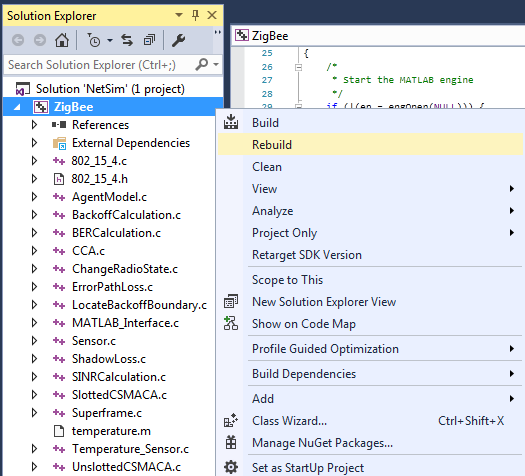 Solution Explorer
Search Solution Explorer (Ctrl+;)
Solution 'NetSim' (1 project)
ZigBee
References
External Dependencies
802_15_4.c
802_15_4.h
AgentModel.c
BackoffCalculation.c
BERCalculation.c
CCA.c
ChangeRadioState.c
ErrorPathLoss.c
LocateBackoffBoundary.c
MATLAB_Interface.c
Sensor.c
ShadowLoss.c
SINRCalculation.c
SlottedCSMACA.c
Superframe.c
temperature.m
Temperature_Sensor.c
UnslottedCSMACA.c
ZigBee
25 {
26 /*
27 * Start the MATLAB engine
28 */
29 if (!(ep = engOpen(NULL))) {
Build
Rebuild
Clean
View
Analyze
Project Only
Retarget SDK Version
Scope to This
New Solution Explorer View
Show on Code Map
Profile Guided Optimization
Build Dependencies
Add
Class Wizard... Ctrl+Shift+X
Manage NuGet Packages...
Set as StartUp Project